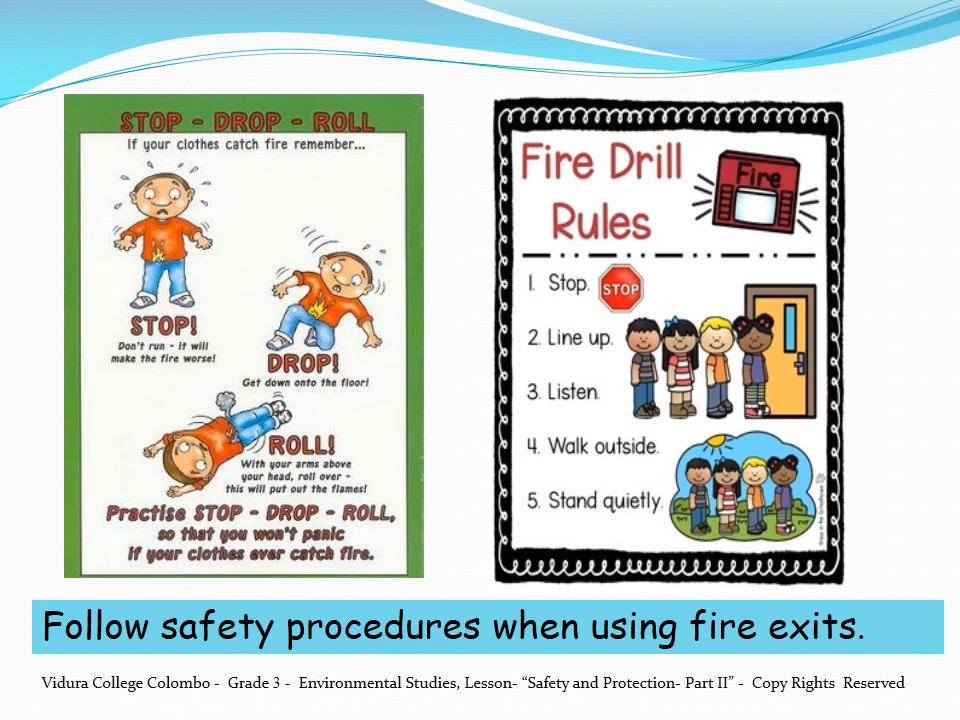 STOP - DROP - ROLL
If your clothes catch fire remember...
STOP!
Don't run - it will
make the fire worse!
DROP!
Get down onto the floor!
ROLL!
With your arms above
your head, roll over -
this will put out the flames!
Practise STOP - DROP - ROLL,
so that you won't panic
if your clothes ever catch fire.
Fire Drill
Rules
Fire
1. Stop.
STOP
2. Line up.
3. Listen.
4. Walk outside.
5. Stand quietly.
Follow safety procedures when using fire exits.
Vidura College Colombo - Grade 3 - Environmental Studies, Lesson- “Safety and Protection- Part II” - Copy Rights Reserved